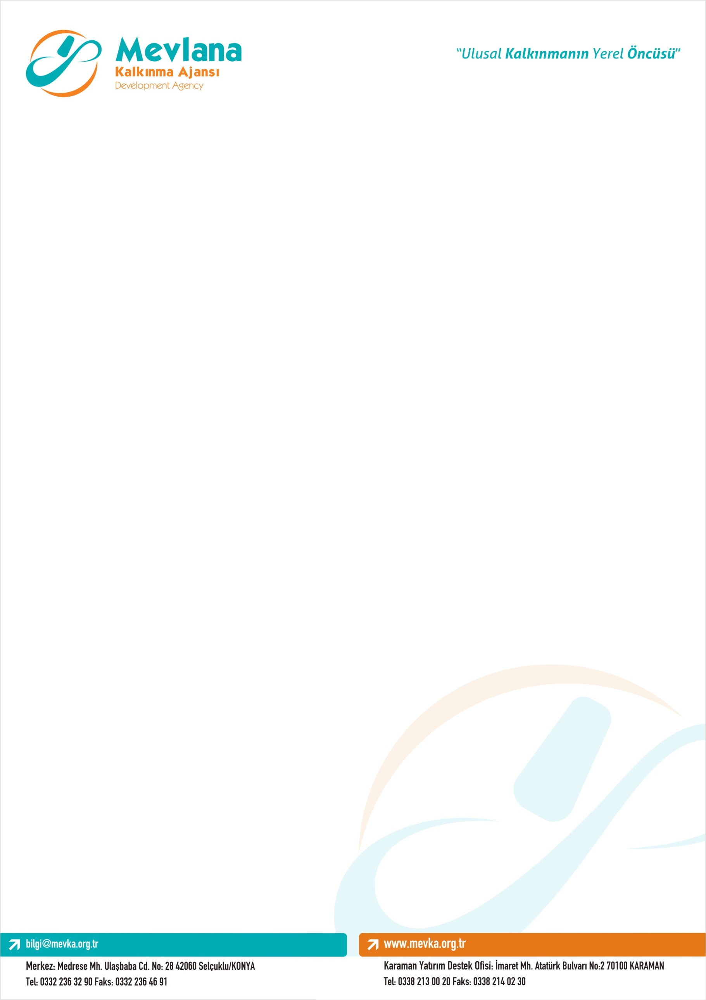 Mevlana
Kalkınma Ajansı
Development Agency
"Ulusal Kalkınmanın Yerel Öncüsü"
bilgi@mevka.org.tr
Merkez: Medrese Mh. Ulaşbaba Cd. No: 28 42060 Selçuklu/KONYA
Tel: 0332 236 32 90 Faks: 0332 236 46 91
www.mevka.org.tr
Karaman Yatırım Destek Ofisi: İmaret Mh. Atatürk Bulvarı No:2 70100 KARAMAN
Tel: 0338 213 00 20 Faks: 0338 214 02 30